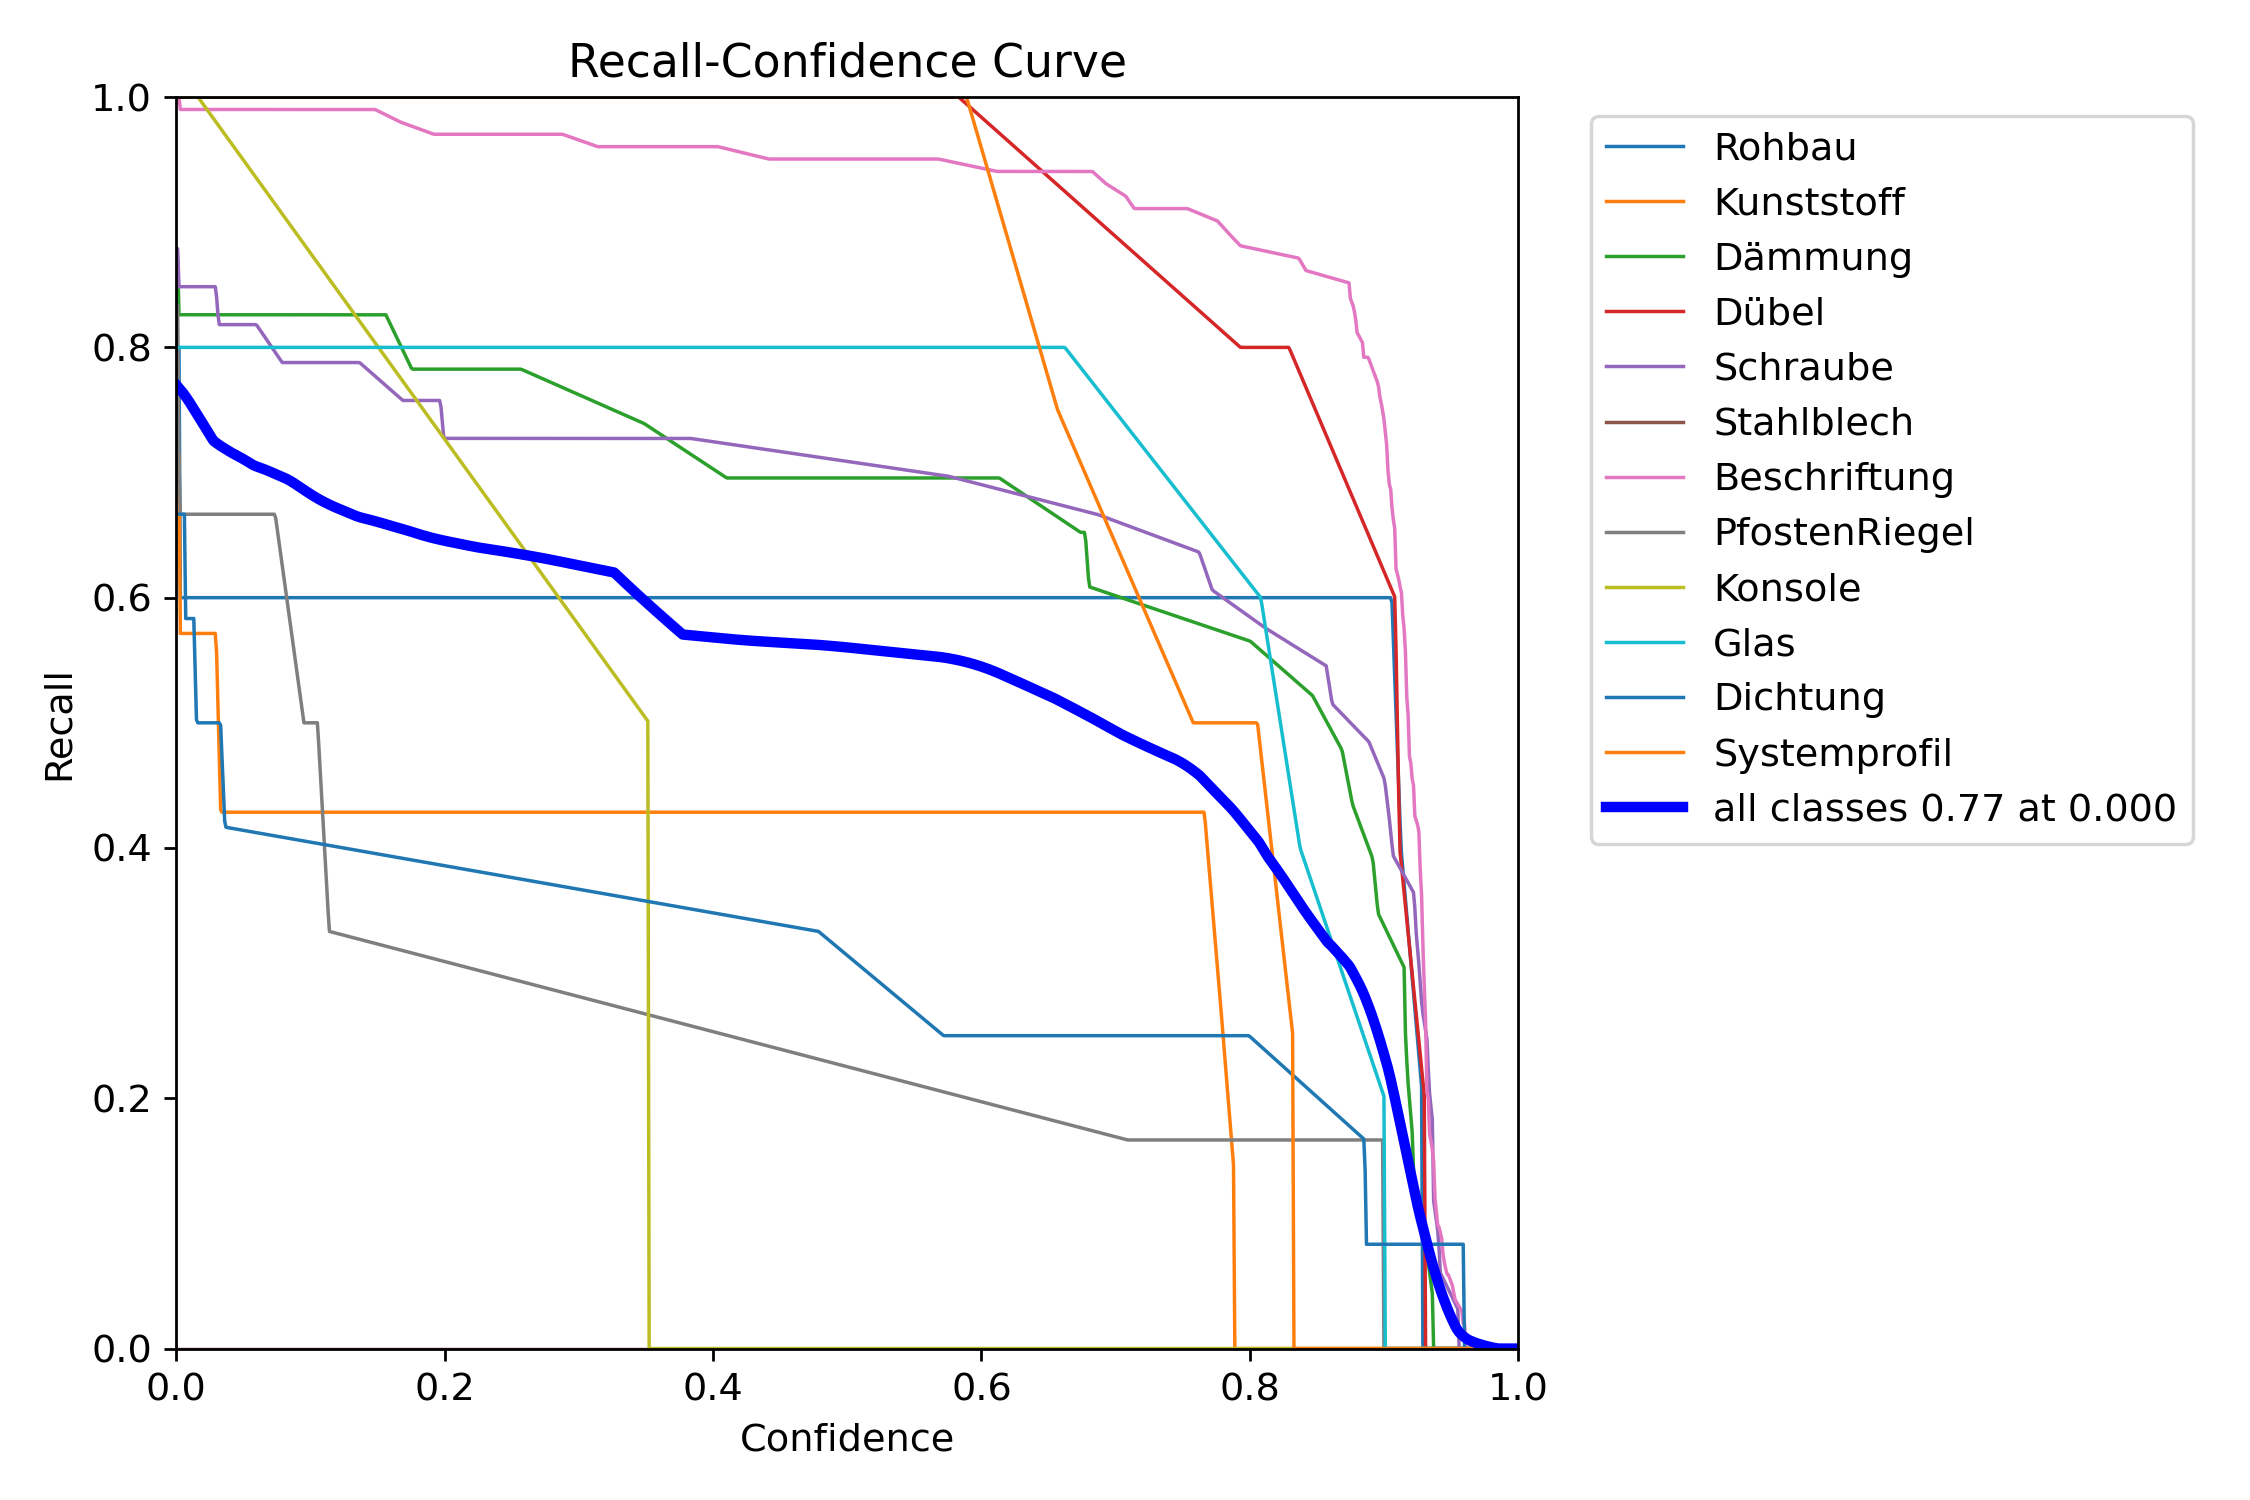 Recall-Confidence Curve
1.0
0.8
0.6
0.4
0.2
0.0
Recall
0.0 0.2 0.4 0.6 0.8 1.0
Confidence
Rohbau
Kunststoff
Dämmung
Dübel
Schraube
Stahlblech
Beschriftung
PfostenRiegel
Konsole
Glas
Dichtung
Systemprofil
all classes 0.77 at 0.000